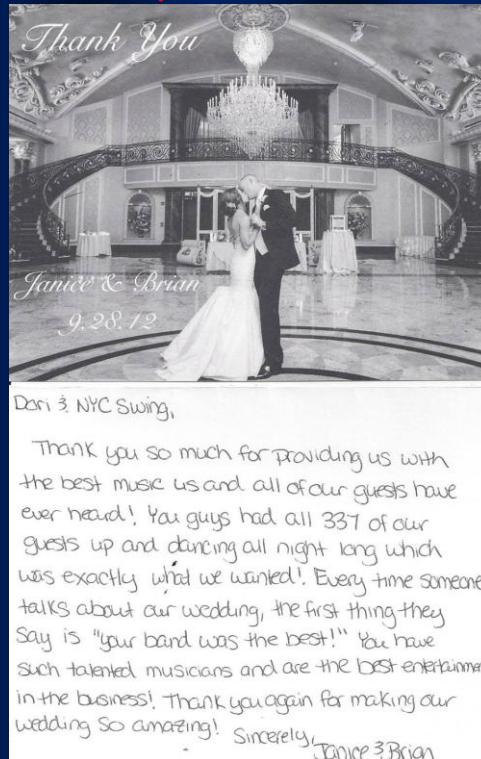 Thank You
Janice & Brian
9.28.12
Dori & NYC Swing,
Thank you so much for providing us with
the best music us and all of our guests have
ever heard! You guys had all 337 of our
guests up and dancing all night long which
was exactly what we wanted! Every time someone
talks about our wedding, the first thing they
say is "your band was the best!" You have
such talented musicians and are the best entertainmen
in the business! Thank you again for making our
wedding so amazing! Sincerely,
Janice & Brian